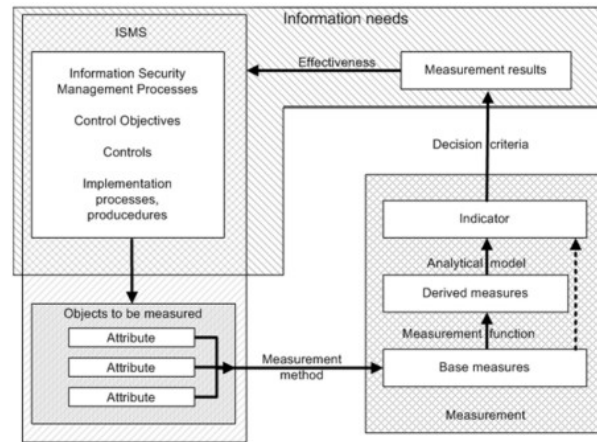 Information needs
ISMS
Information Security
Management Processes
Control Objectives
Controls
Implementation
processes,
producedures
Effectiveness
Measurement results
Decision criteria
Indicator
Analytical model
Derived measures
Measurement function
Base measures
Measurement
Objects to be measured
Attribute
Attribute
Attribute
Measurement
method